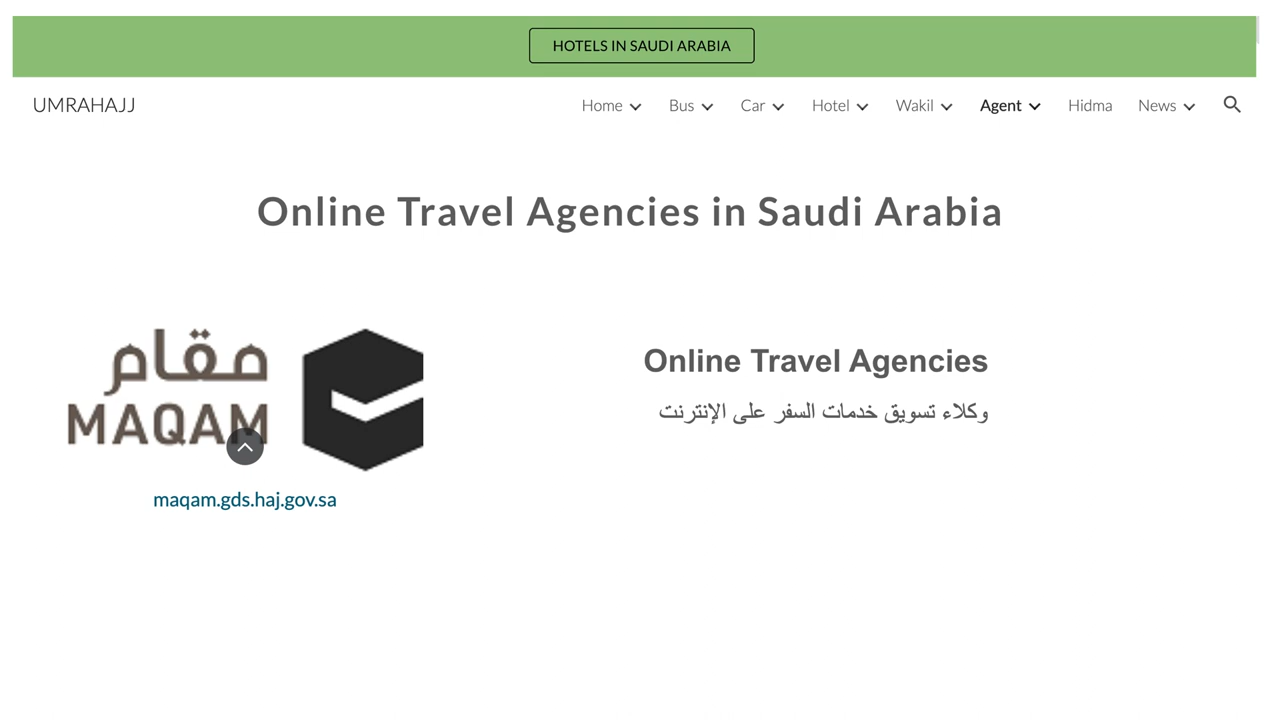 HOTELS IN SAUDI ARABIA
UMRAHAJJ
Home Bus Car Hotel Wakil Agent Hidma News
Online Travel Agencies in Saudi Arabia
مقام
MAQAM
maqam.gds.haj.gov.sa
Online Travel Agencies
وكلاء تسويق خدمات السفر على الإنترنت